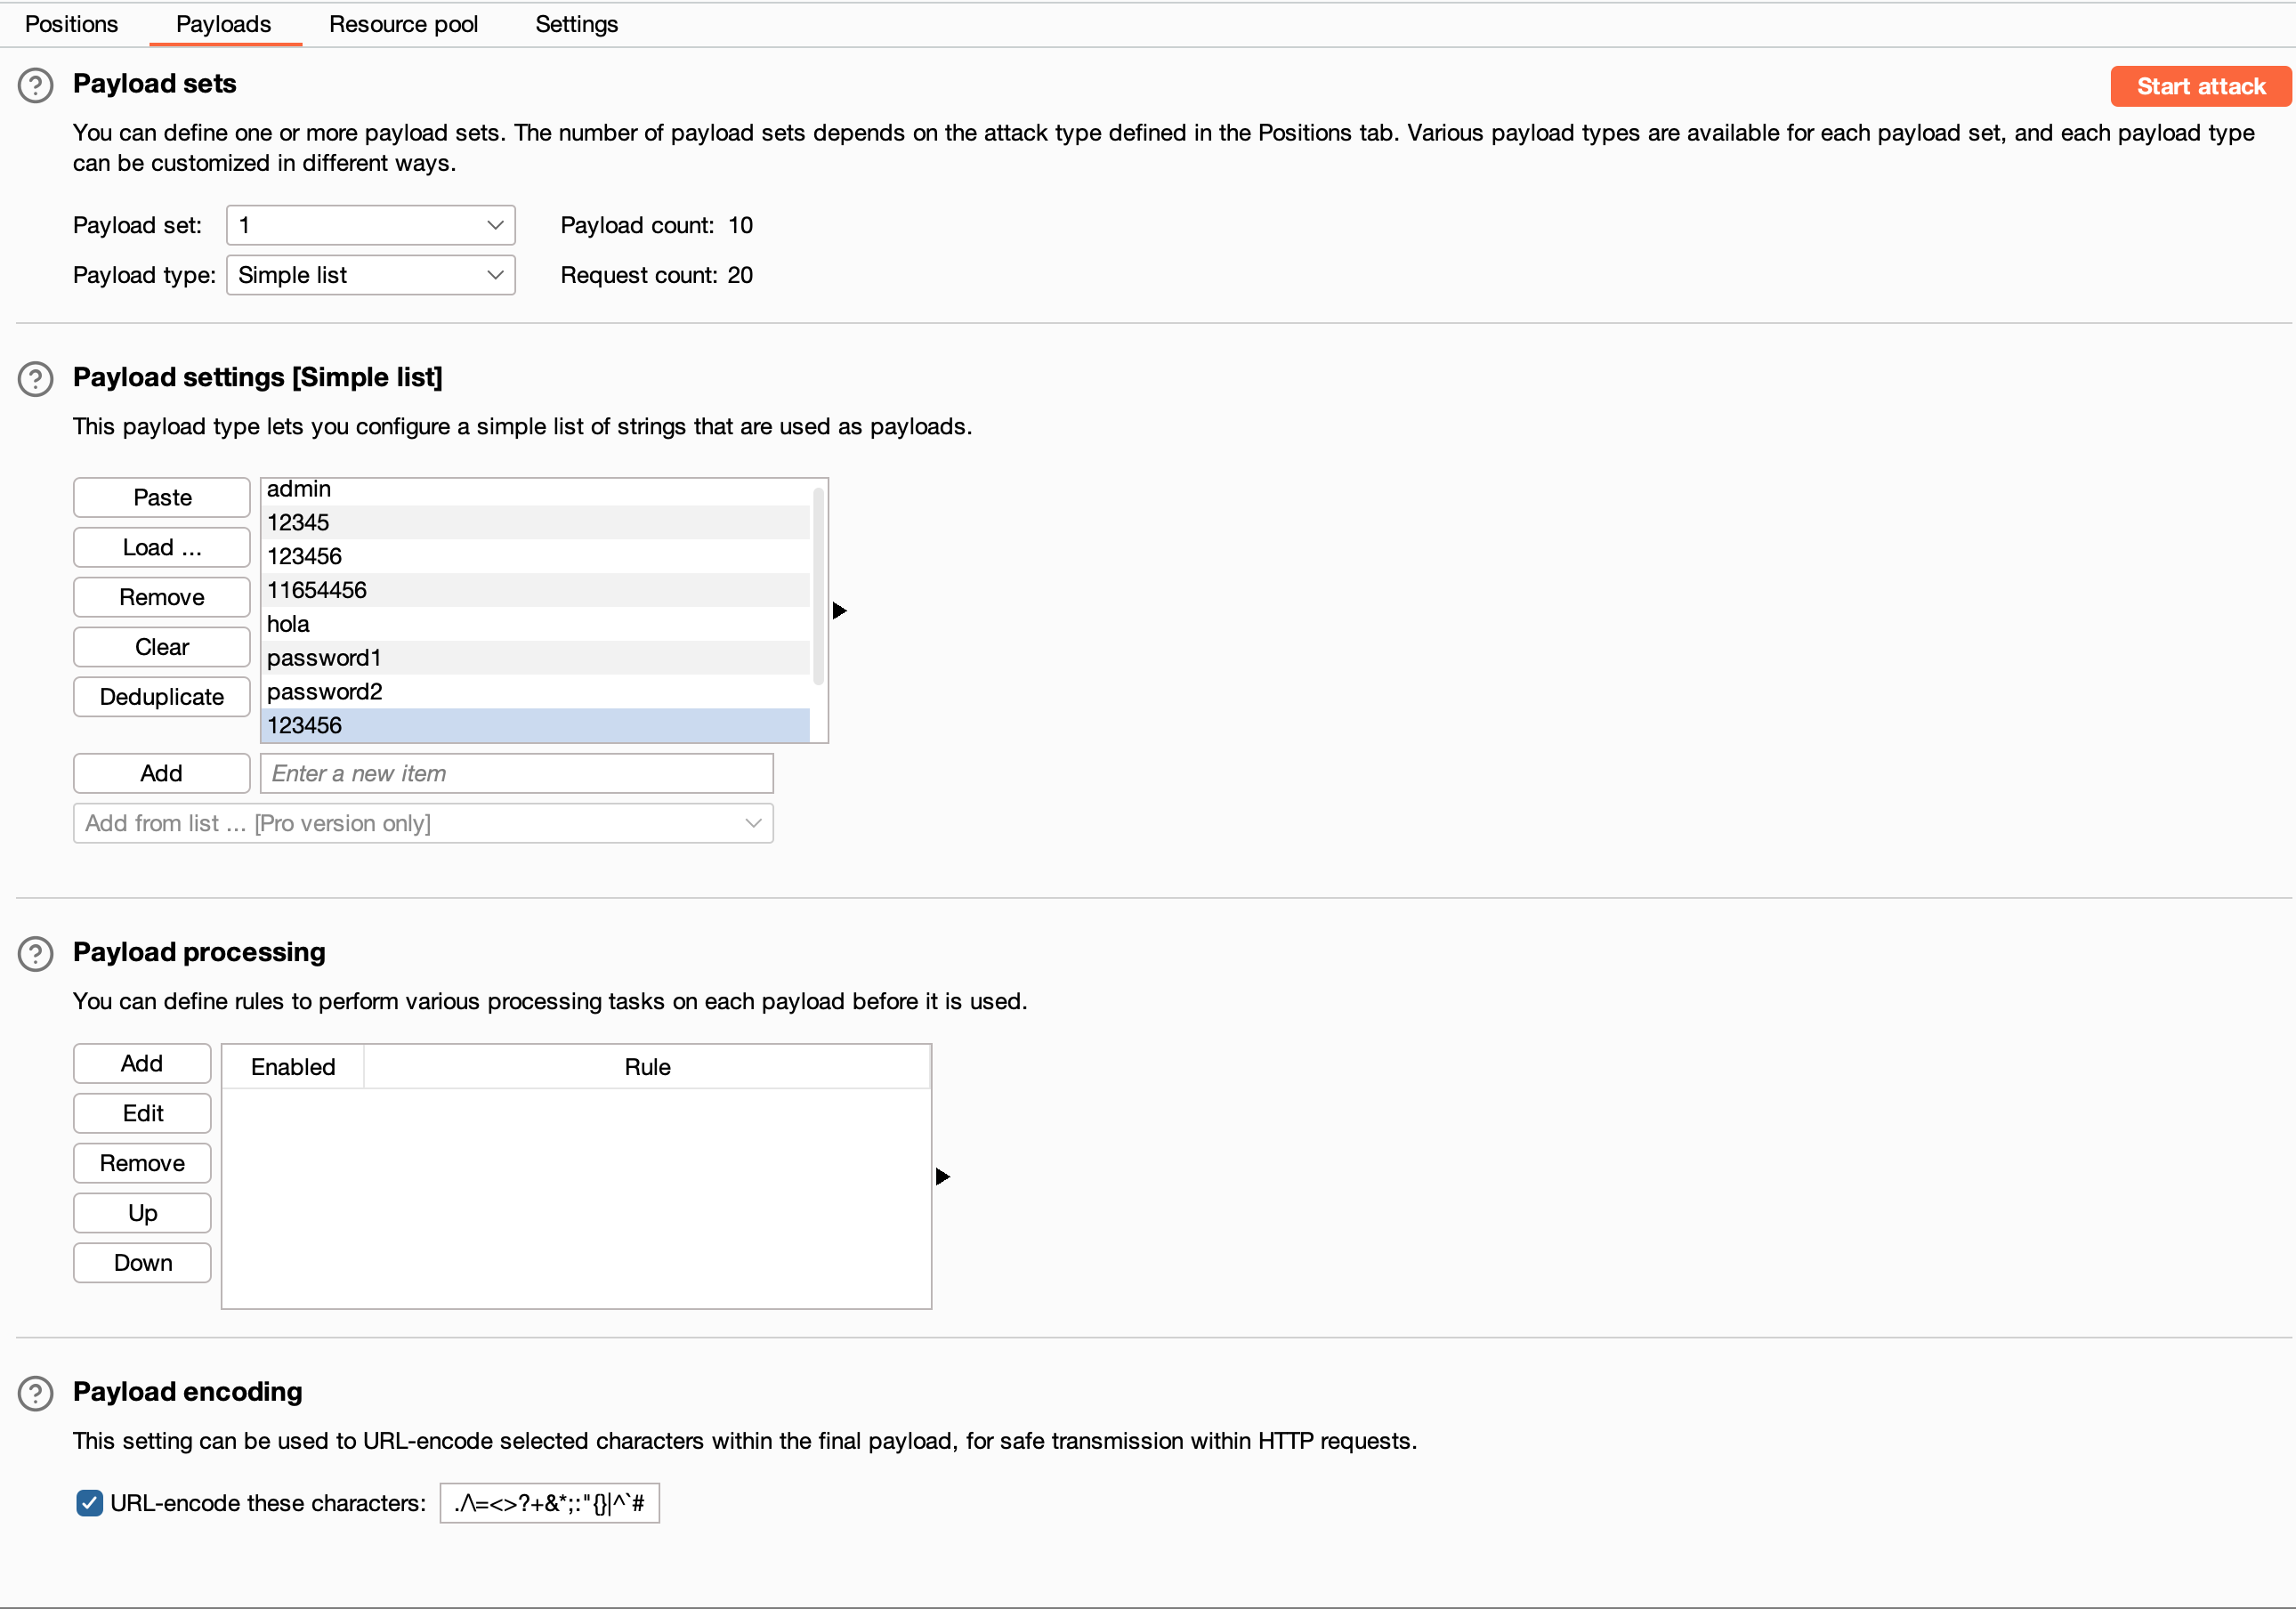 Positions Payloads Resource pool Settings
Payload sets
Start attack
You can define one or more payload sets. The number of payload sets depends on the attack type defined in the Positions tab. Various payload types are available for each payload set, and each payload type
can be customized in different ways.
Payload set: 1 Payload count: 10
Payload type: Simple list Request count: 20
Payload settings [Simple list]
This payload type lets you configure a simple list of strings that are used as payloads.
Paste
Load ...
Remove
Clear
Deduplicate
admin
12345
123456
11654456
hola
password1
password2
123456
Add Enter a new item
Add from list ... [Pro version only]
Payload processing
You can define rules to perform various processing tasks on each payload before it is used.
Add
Edit
Remove
Up
Down
Enabled Rule
Payload encoding
This setting can be used to URL-encode selected characters within the final payload, for safe transmission within HTTP requests.
URL-encode these characters: ./\=<>?+&*;:"{}|^`#